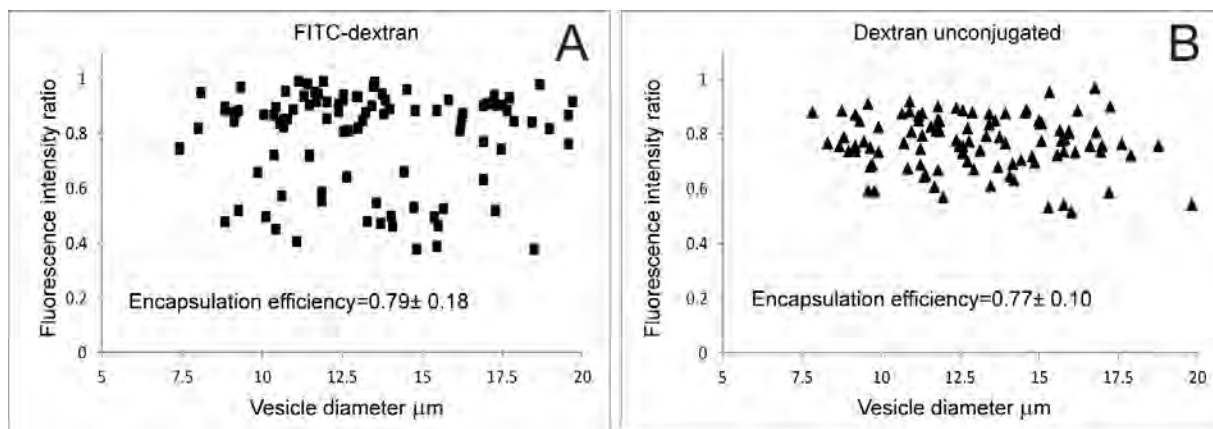 FITC-dextran
A
Fluorescence intensity ratio
1
0.8
0.6
0.4
0.2
0
Encapsulation efficiency=0.79± 0.18
5
7.5
10
12.5
15
17.5
20
Vesicle diameter μm
Dextran unconjugated
B
Fluorescence intensity ratio
1
0.8
0.6
0.4
0.2
0
Encapsulation efficiency=0.77± 0.10
5
7.5
10
12.5
15
17.5
20
Vesicle diameter μm